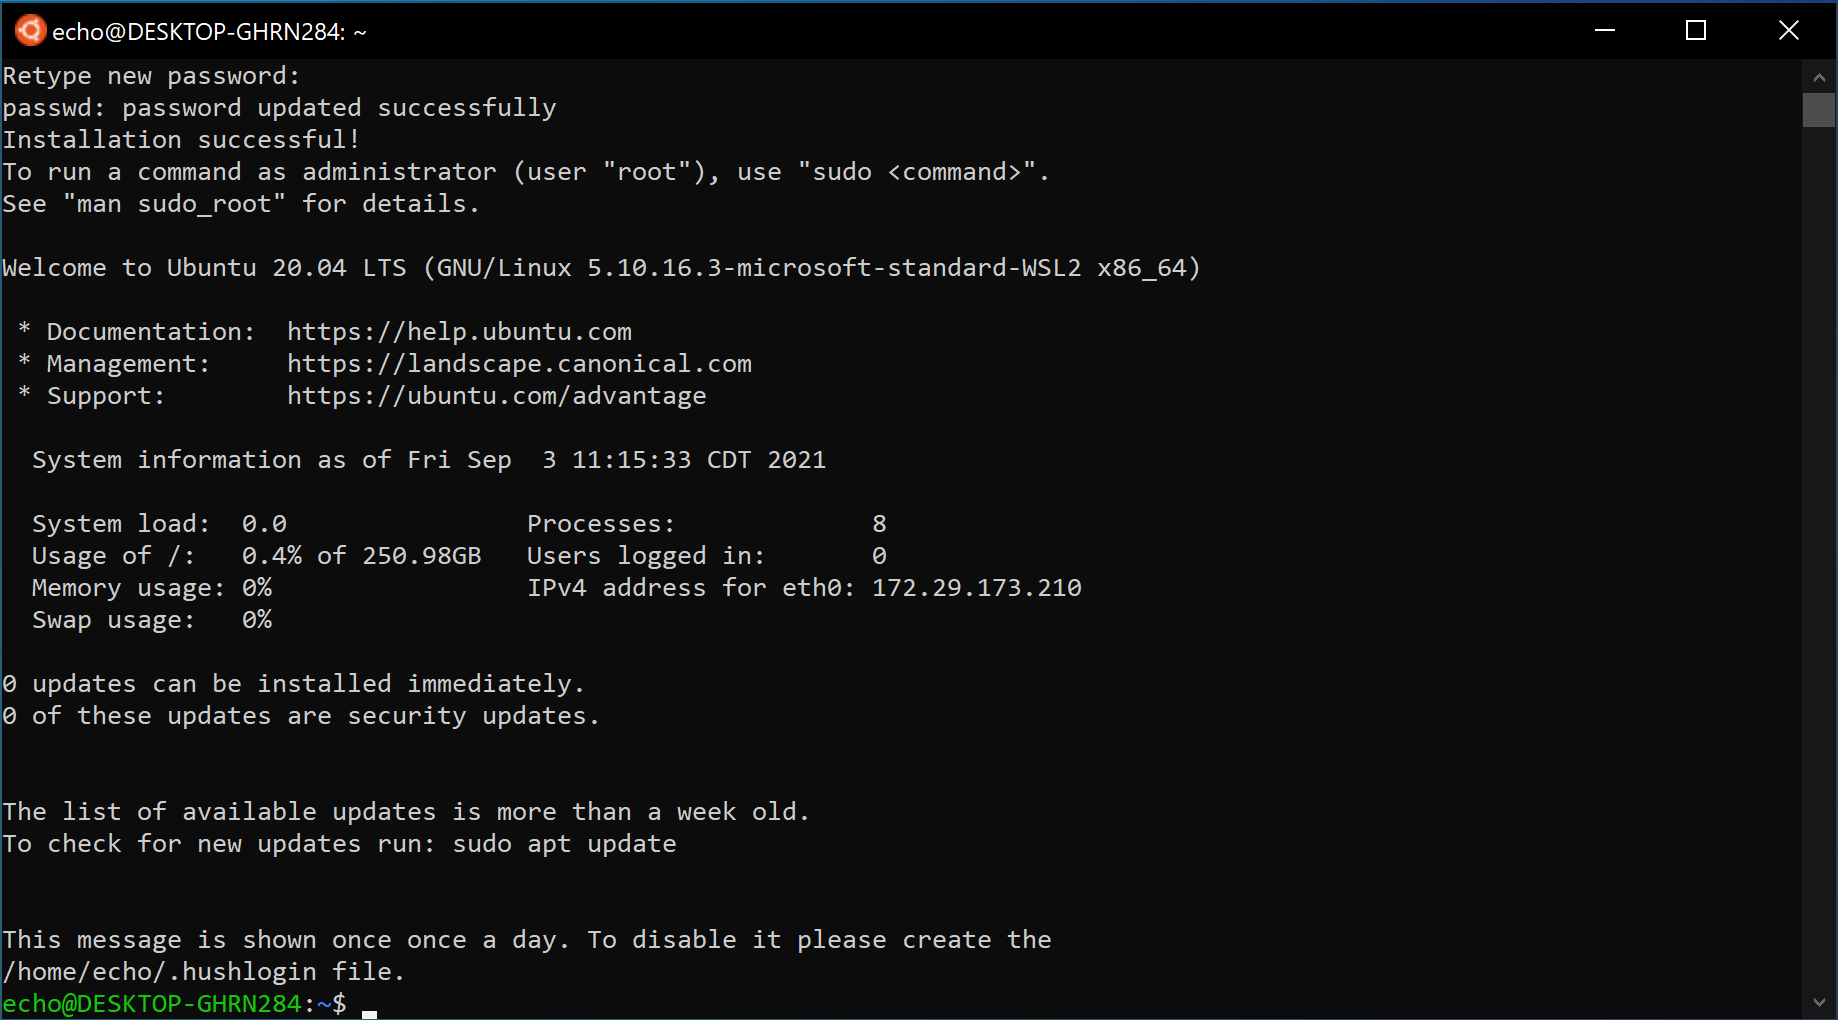 echo@DESKTOP-GHRN284: ~
Retype new password:
passwd: password updated successfully
Installation successful!
To run a command as administrator (user "root"), use "sudo <command>".
See "man sudo_root" for details.
Welcome to Ubuntu 20.04 LTS (GNU/Linux 5.10.16.3-microsoft-standard-WSL2 x86_64)
 * Documentation:  https://help.ubuntu.com
 * Management:     https://landscape.canonical.com
 * Support:        https://ubuntu.com/advantage
  System information as of Fri Sep  3 11:15:33 CDT 2021
  System load:  0.0                Processes:             8
  Usage of /:   0.4% of 250.98GB   Users logged in:       0
  Memory usage: 0%                 IPv4 address for eth0: 172.29.173.210
  Swap usage:   0%
0 updates can be installed immediately.
0 of these updates are security updates.
The list of available updates is more than a week old.
To check for new updates run: sudo apt update
This message is shown once once a day. To disable it please create the
/home/echo/.hushlogin file.
echo@DESKTOP-GHRN284:~$